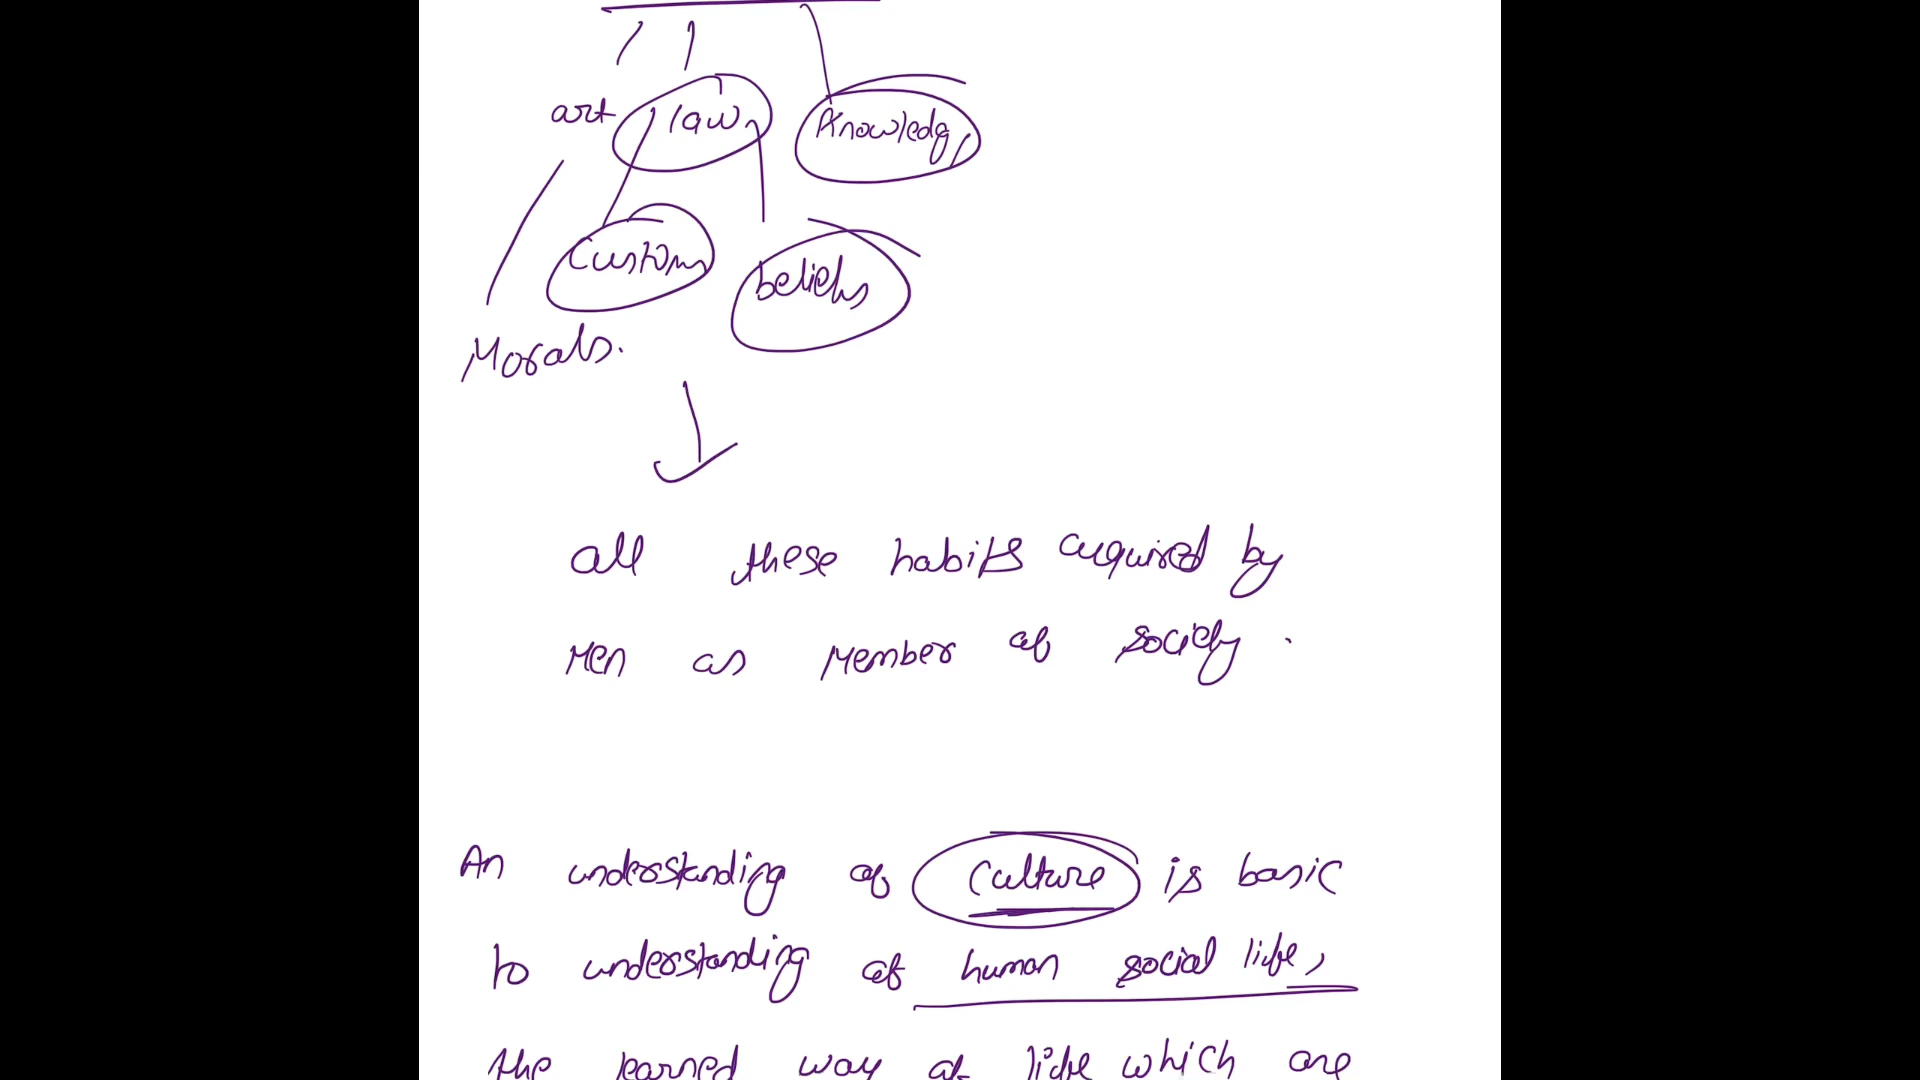 art law, Knowledg,
Customs beliefs
Morals.
all these habits acquired by
Men as Member of society.
An understanding of Culture is basic
to understanding of human social life,
the learned way of life which are